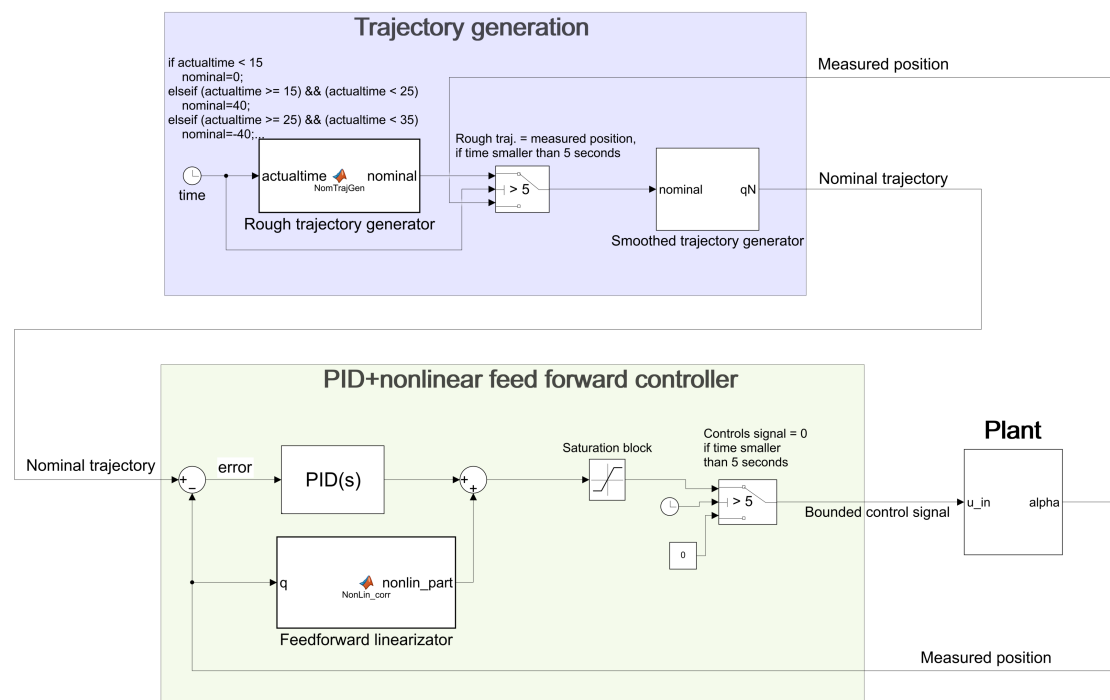 Trajectory generation
if actualtime < 15
nominal=0;
elseif (actualtime >= 15) && (actualtime < 25)
nominal=40;
elseif (actualtime >= 25) && (actualtime < 35)
nominal=-40;...
Measured position
Rough traj. = measured position,
if time smaller than 5 seconds
time
actualtime
nominal
NomTrajGen
Rough trajectory generator
> 5
nominal
qN
Smoothed trajectory generator
Nominal trajectory
PID+nonlinear feed forward controller
Nominal trajectory
+
−
error
PID(s)
+
+
Saturation block
Controls signal = 0
if time smaller
than 5 seconds
> 5
0
Bounded control signal
Plant
u_in
alpha
q
nonlin_part
NonLin_corr
Feedforward linearizator
Measured position